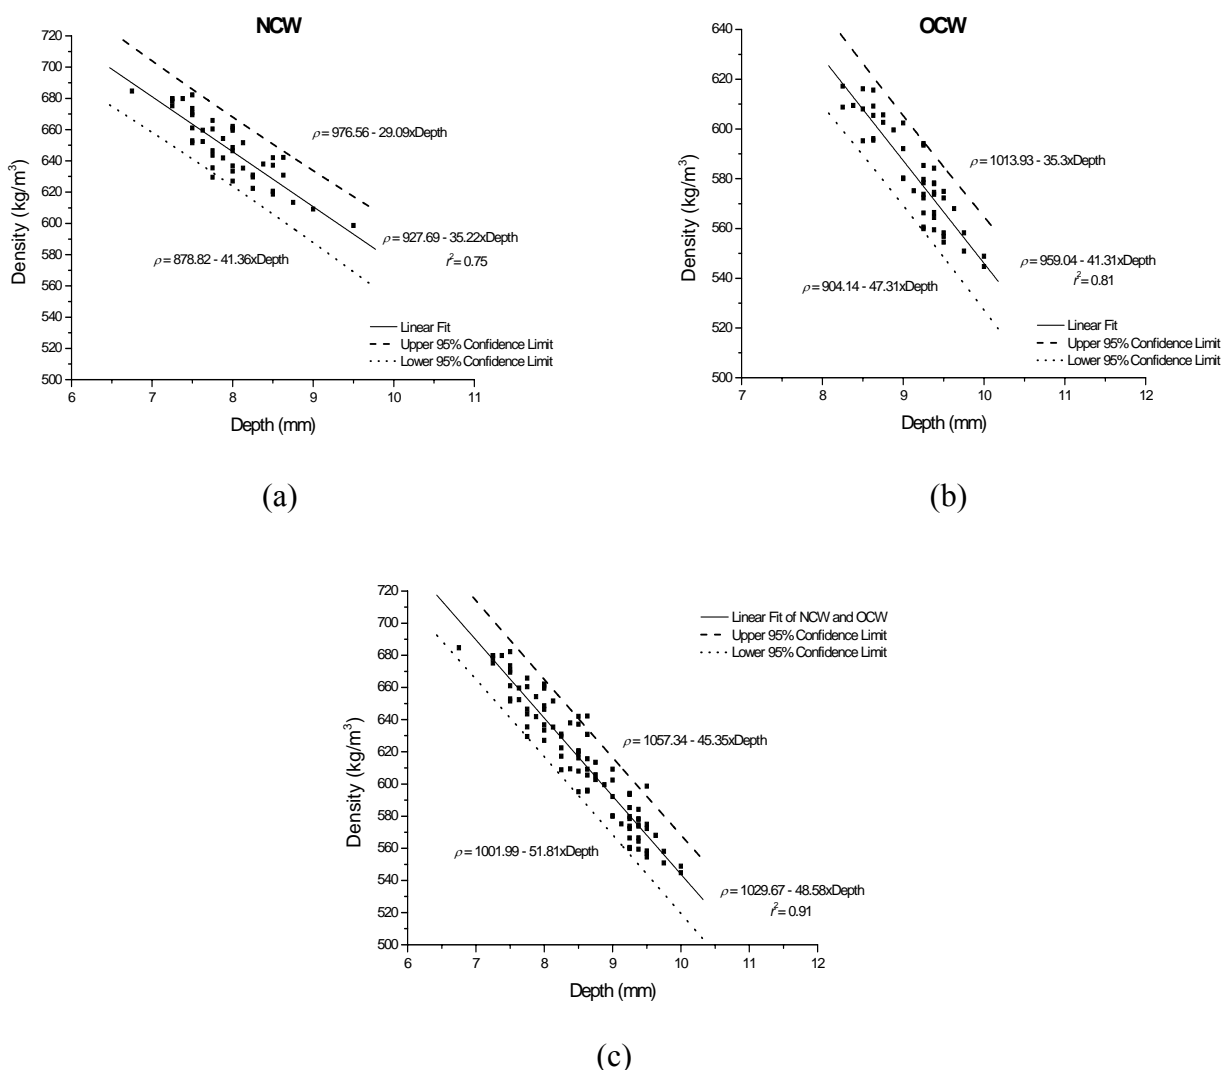 (a)
NCW
720
700
680
660
640
620
600
580
560
540
520
500
Density (kg/m³)
ρ = 976.56 - 29.09xDepth
ρ = 927.69 - 35.22xDepth
r² = 0.75
ρ = 878.82 - 41.36xDepth
Linear Fit
Upper 95% Confidence Limit
Lower 95% Confidence Limit
6 7 8 9 10 11
Depth (mm)
(a)
(b)
OCW
640
620
600
580
560
540
520
500
Density (kg/m³)
ρ = 1013.93 - 35.3xDepth
ρ = 959.04 - 41.31xDepth
r² = 0.81
ρ = 904.14 - 47.31xDepth
Linear Fit
Upper 95% Confidence Limit
Lower 95% Confidence Limit
7 8 9 10 11 12
Depth (mm)
(b)
720
700
680
660
640
620
600
580
560
540
520
500
Density (kg/m³)
Linear Fit of NCW and OCW
Upper 95% Confidence Limit
Lower 95% Confidence Limit
ρ = 1057.34 - 45.35xDepth
ρ = 1001.99 - 51.81xDepth
ρ = 1029.67 - 48.58xDepth
r² = 0.91
6 7 8 9 10 11 12
Depth (mm)
(c)